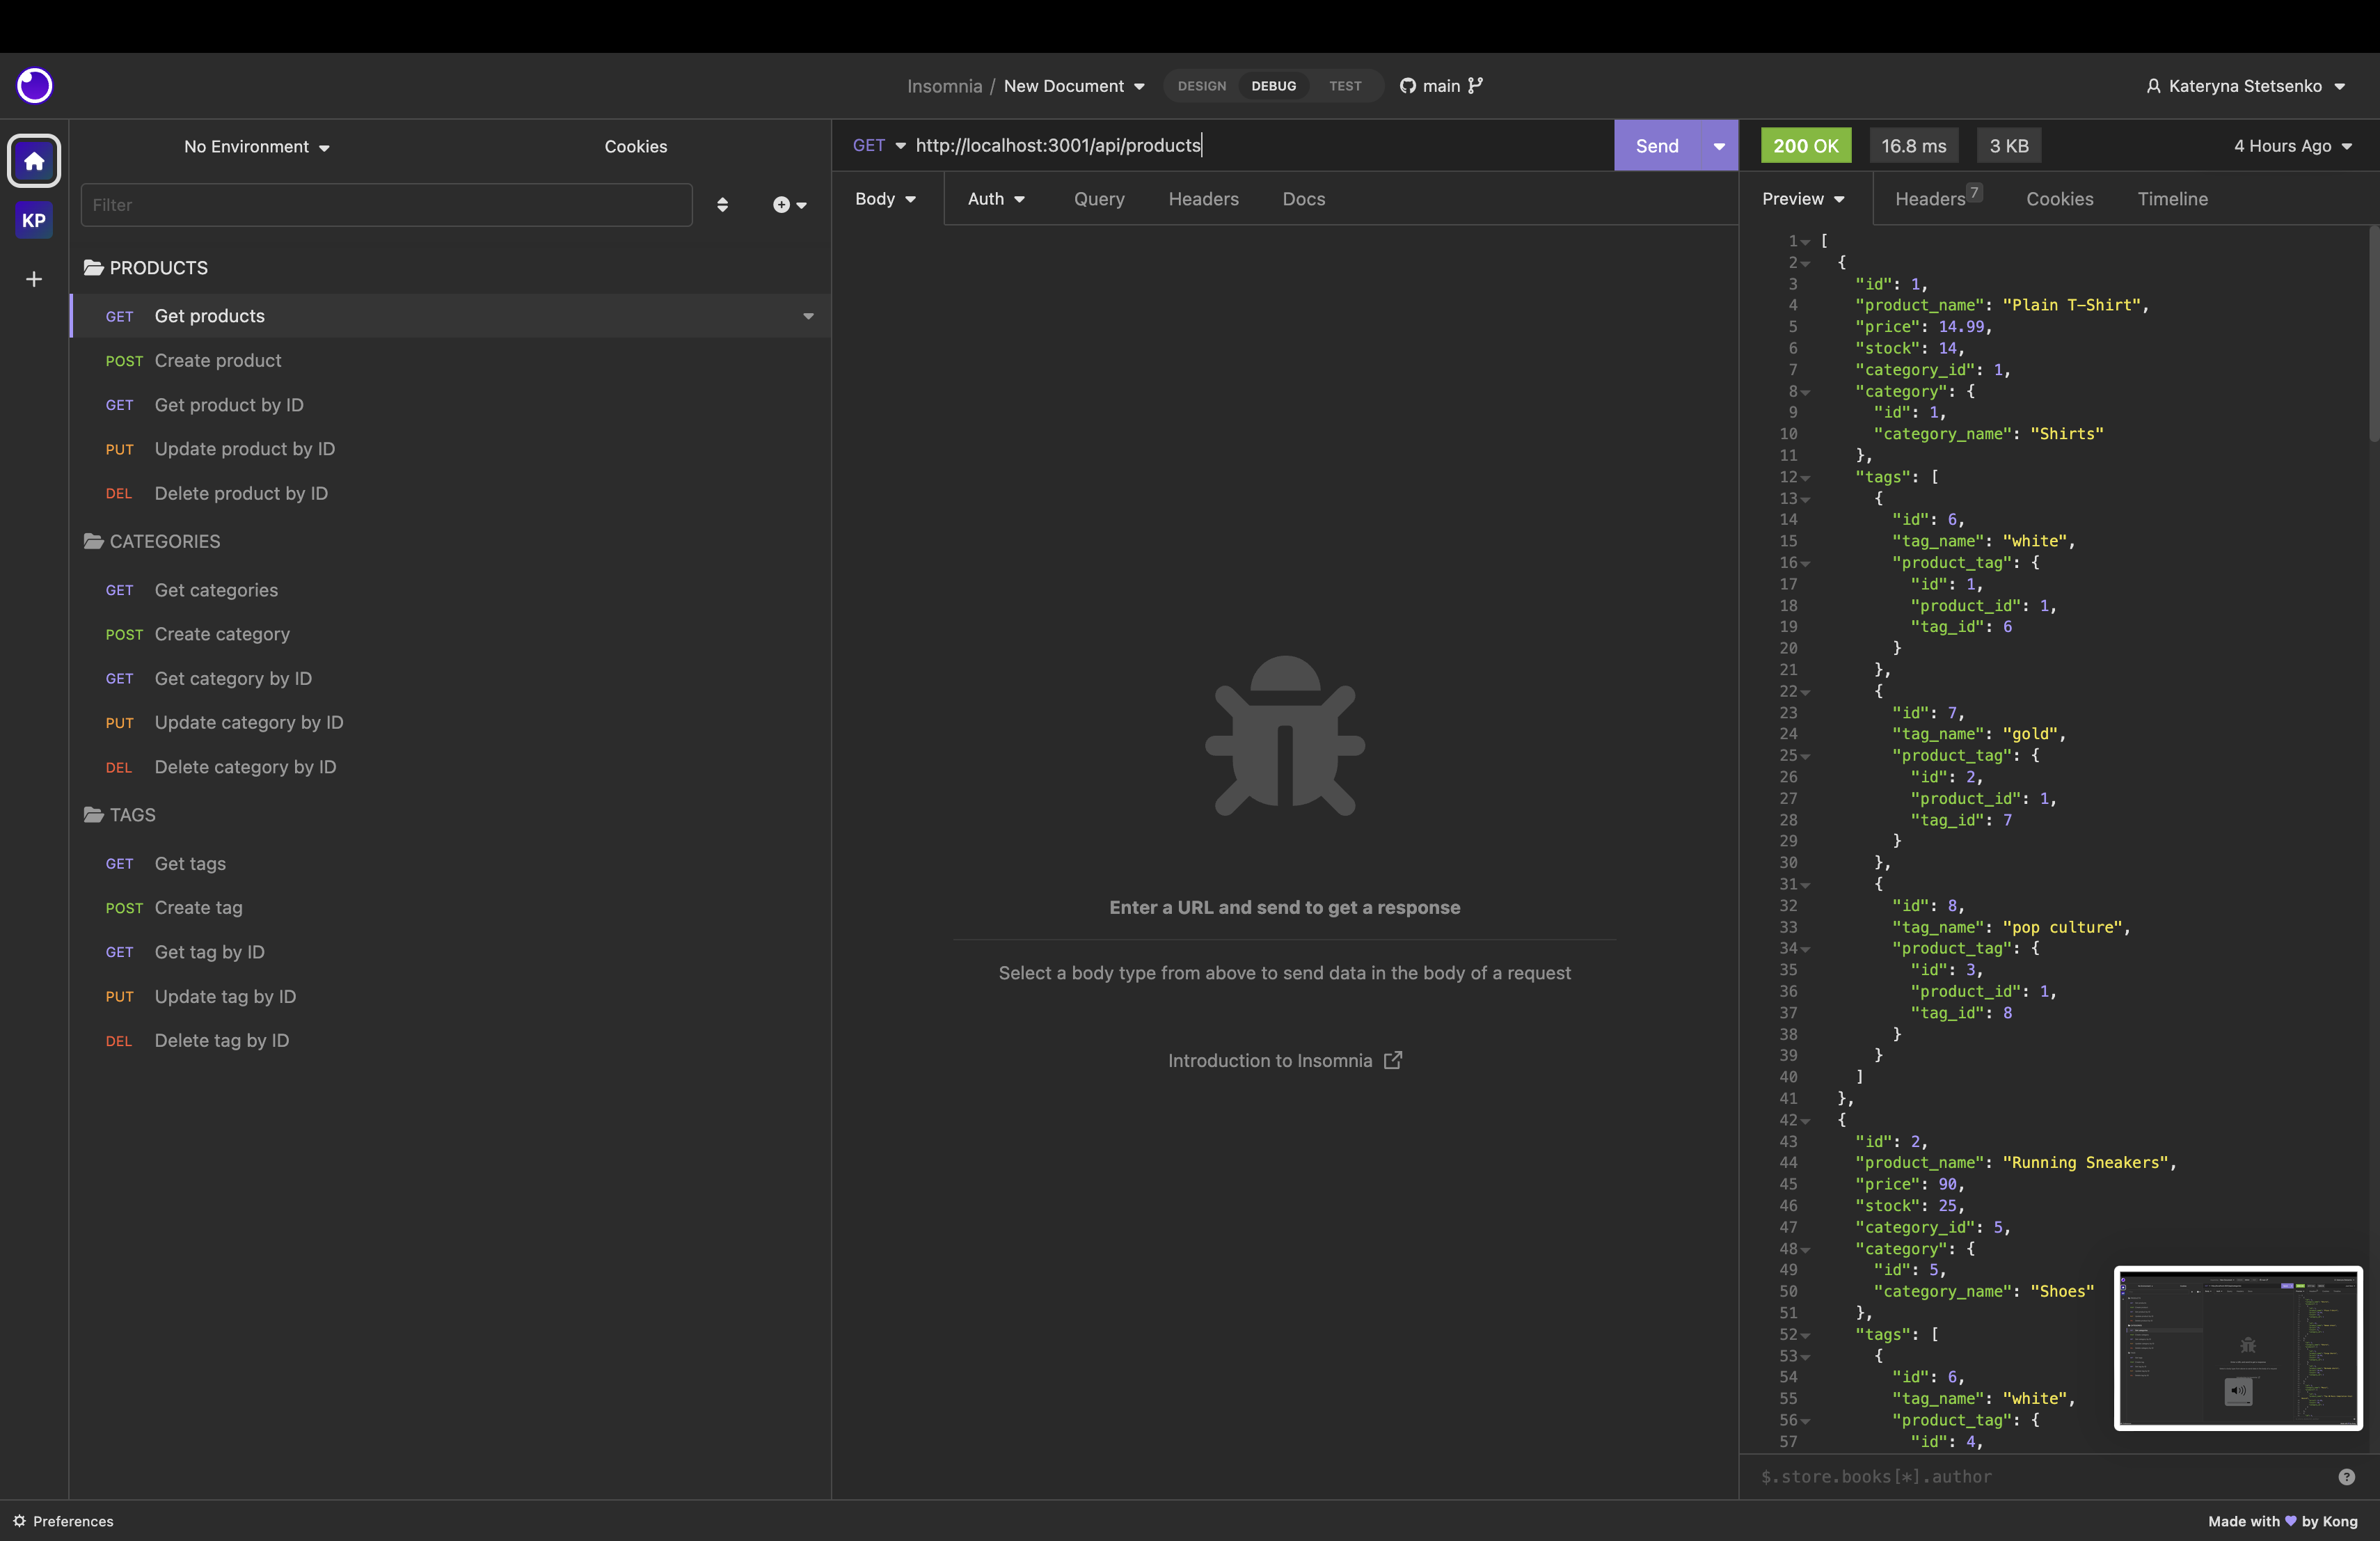 Insomnia / New Document
DESIGN DEBUG TEST
main
Kateryna Stetsenko
KP
No Environment
Cookies
Filter
PRODUCTS
GET Get products
POST Create product
GET Get product by ID
PUT Update product by ID
DEL Delete product by ID
CATEGORIES
GET Get categories
POST Create category
GET Get category by ID
PUT Update category by ID
DEL Delete category by ID
TAGS
GET Get tags
POST Create tag
GET Get tag by ID
PUT Update tag by ID
DEL Delete tag by ID
GET http://localhost:3001/api/products
Send
Body Auth Query Headers Docs
Enter a URL and send to get a response
Select a body type from above to send data in the body of a request
Introduction to Insomnia
200 OK 16.8 ms 3 KB 4 Hours Ago
Preview Headers 7 Cookies Timeline
1 [
2 {
3 "id": 1,
4 "product_name": "Plain T-Shirt",
5 "price": 14.99,
6 "stock": 14,
7 "category_id": 1,
8 "category": {
9 "id": 1,
10 "category_name": "Shirts"
11 },
12 "tags": [
13 {
14 "id": 6,
15 "tag_name": "white",
16 "product_tag": {
17 "id": 1,
18 "product_id": 1,
19 "tag_id": 6
20 }
21 },
22 {
23 "id": 7,
24 "tag_name": "gold",
25 "product_tag": {
26 "id": 2,
27 "product_id": 1,
28 "tag_id": 7
29 }
30 },
31 {
32 "id": 8,
33 "tag_name": "pop culture",
34 "product_tag": {
35 "id": 3,
36 "product_id": 1,
37 "tag_id": 8
38 }
39 }
40 ]
41 },
42 {
43 "id": 2,
44 "product_name": "Running Sneakers",
45 "price": 90,
46 "stock": 25,
47 "category_id": 5,
48 "category": {
49 "id": 5,
50 "category_name": "Shoes"
51 },
52 "tags": [
53 {
54 "id": 6,
55 "tag_name": "white",
56 "product_tag": {
57 "id": 4,
$.store.books[*].author
Preferences
Made with ♥ by Kong